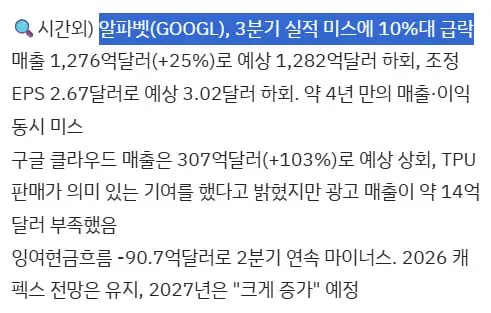 🔍 시간외) 알파벳(GOOGL), 3분기 실적 미스에 10%대 급락
매출 1,276억달러(+25%)로 예상 1,282억달러 하회, 조정
EPS 2.67달러로 예상 3.02달러 하회. 약 4년 만의 매출·이익
동시 미스
구글 클라우드 매출은 307억달러(+103%)로 예상 상회, TPU
판매가 의미 있는 기여를 했다고 밝혔지만 광고 매출이 약 14억
달러 부족했음
잉여현금흐름 -90.7억달러로 2분기 연속 마이너스. 2026 캐
펙스 전망은 유지, 2027년은 "크게 증가" 예정